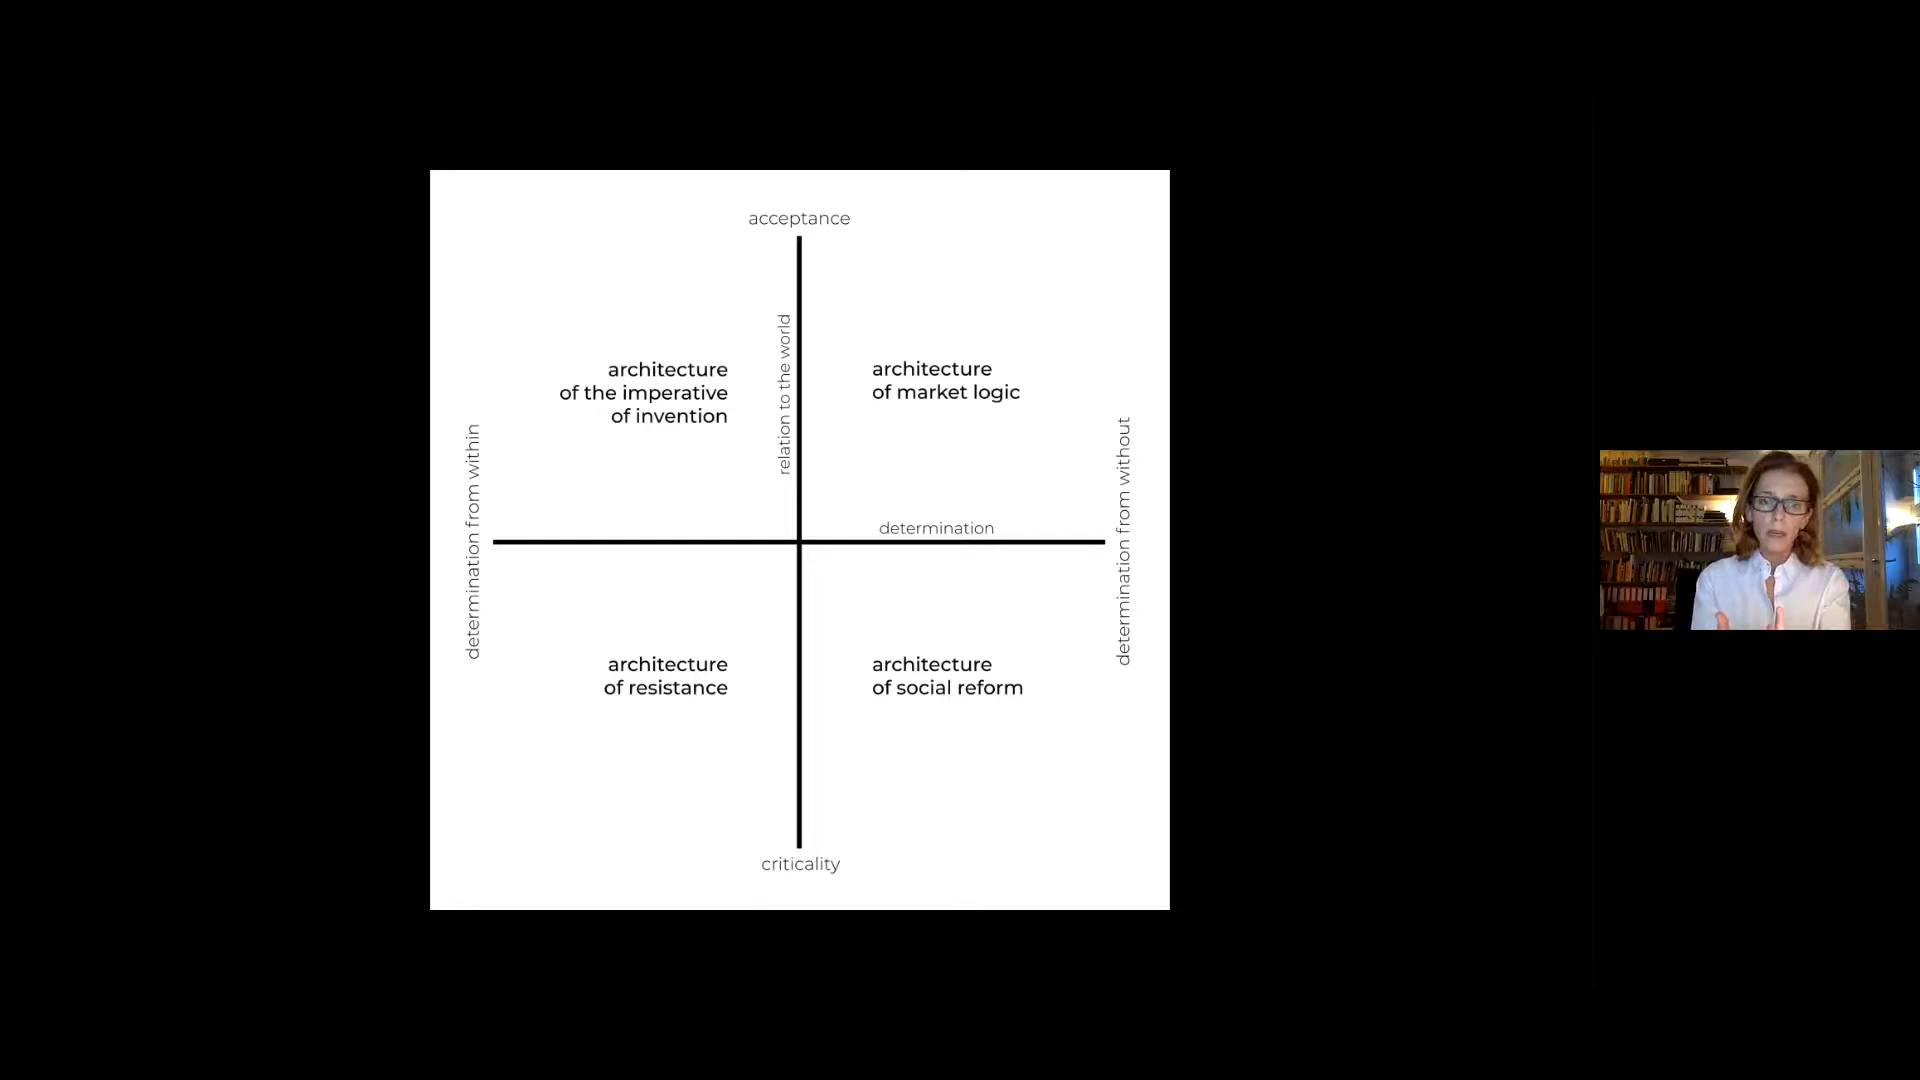 acceptance
relation to the world
architecture
of the imperative
of invention
architecture
of market logic
determination from within
determination
determination from without
architecture
of resistance
architecture
of social reform
criticality